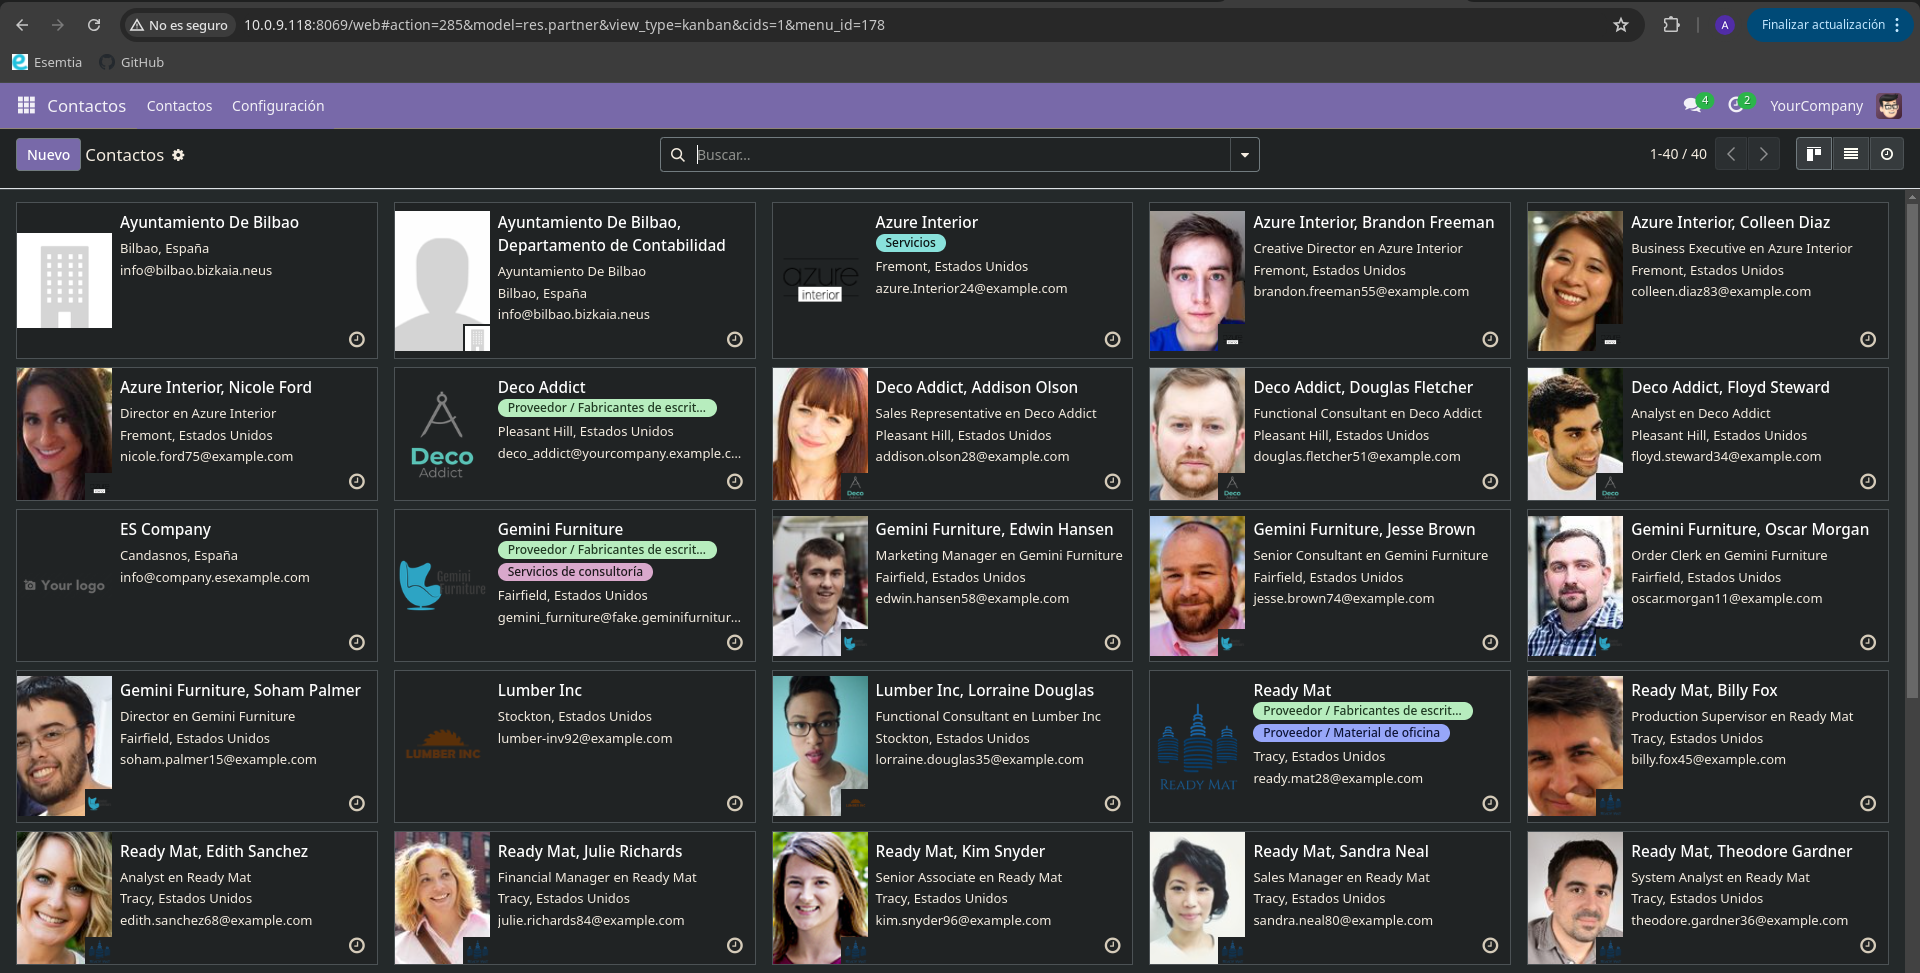 No es seguro
10.0.9.118:8069/web#action=285&model=res.partner&view_type=kanban&cids=1&menu_id=178
A
Finalizar actualización
Esemtia
GitHub
Contactos
Contactos
Configuración
4
2
YourCompany
Nuevo
Contactos
Buscar...
1-40 / 40
Ayuntamiento De Bilbao
Bilbao, España
info@bilbao.bizkaia.neus
Ayuntamiento De Bilbao,
Departamento de Contabilidad
Ayuntamiento De Bilbao
Bilbao, España
info@bilbao.bizkaia.neus
azure
interior
Azure Interior
Servicios
Fremont, Estados Unidos
azure.Interior24@example.com
Azure Interior, Brandon Freeman
Creative Director en Azure Interior
Fremont, Estados Unidos
brandon.freeman55@example.com
Azure Interior, Colleen Diaz
Business Executive en Azure Interior
Fremont, Estados Unidos
colleen.diaz83@example.com
Azure Interior, Nicole Ford
Director en Azure Interior
Fremont, Estados Unidos
nicole.ford75@example.com
Deco
Addict
Deco Addict
Proveedor / Fabricantes de escrit...
Pleasant Hill, Estados Unidos
deco_addict@yourcompany.example.c...
Deco Addict, Addison Olson
Sales Representative en Deco Addict
Pleasant Hill, Estados Unidos
addison.olson28@example.com
Deco
Deco Addict, Douglas Fletcher
Functional Consultant en Deco Addict
Pleasant Hill, Estados Unidos
douglas.fletcher51@example.com
Deco
Deco Addict, Floyd Steward
Analyst en Deco Addict
Pleasant Hill, Estados Unidos
floyd.steward34@example.com
Deco
Your logo
ES Company
Candasnos, España
info@company.esexample.com
Gemini
Furniture
Gemini Furniture
Proveedor / Fabricantes de escrit...
Servicios de consultoría
Fairfield, Estados Unidos
gemini_furniture@fake.geminifurnitur...
Gemini Furniture, Edwin Hansen
Marketing Manager en Gemini Furniture
Fairfield, Estados Unidos
edwin.hansen58@example.com
Gemini Furniture, Jesse Brown
Senior Consultant en Gemini Furniture
Fairfield, Estados Unidos
jesse.brown74@example.com
Gemini Furniture, Oscar Morgan
Order Clerk en Gemini Furniture
Fairfield, Estados Unidos
oscar.morgan11@example.com
Gemini Furniture, Soham Palmer
Director en Gemini Furniture
Fairfield, Estados Unidos
soham.palmer15@example.com
LUMBER INC
Lumber Inc
Stockton, Estados Unidos
lumber-inv92@example.com
Lumber Inc, Lorraine Douglas
Functional Consultant en Lumber Inc
Stockton, Estados Unidos
lorraine.douglas35@example.com
READY MAT
Ready Mat
Proveedor / Fabricantes de escrit...
Proveedor / Material de oficina
Tracy, Estados Unidos
ready.mat28@example.com
Ready Mat, Billy Fox
Production Supervisor en Ready Mat
Tracy, Estados Unidos
billy.fox45@example.com
Ready Mat, Edith Sanchez
Analyst en Ready Mat
Tracy, Estados Unidos
edith.sanchez68@example.com
Ready Mat, Julie Richards
Financial Manager en Ready Mat
Tracy, Estados Unidos
julie.richards84@example.com
Ready Mat, Kim Snyder
Senior Associate en Ready Mat
Tracy, Estados Unidos
kim.snyder96@example.com
Ready Mat, Sandra Neal
Sales Manager en Ready Mat
Tracy, Estados Unidos
sandra.neal80@example.com
Ready Mat, Theodore Gardner
System Analyst en Ready Mat
Tracy, Estados Unidos
theodore.gardner36@example.com